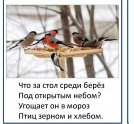 Что за стол среди берёз
Под открытым небом?
Угощает он в мороз
Птиц зерном и хлебом.